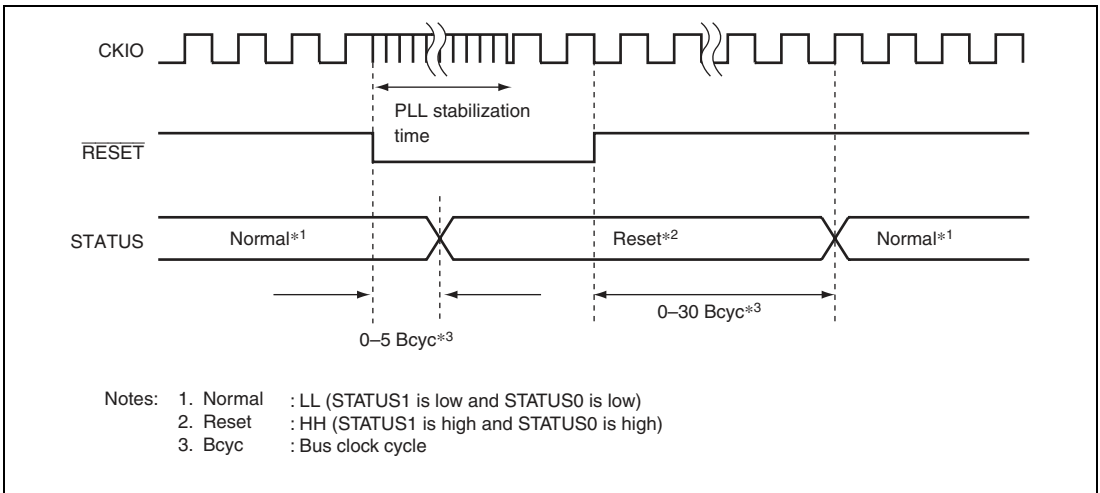 CKIO
PLL stabilization
time
RESET
STATUS
Normal*1
Reset*2
Normal*1
0–5 Bcyc*3
0–30 Bcyc*3
Notes: 1. Normal : LL (STATUS1 is low and STATUS0 is low)
2. Reset : HH (STATUS1 is high and STATUS0 is high)
3. Bcyc : Bus clock cycle